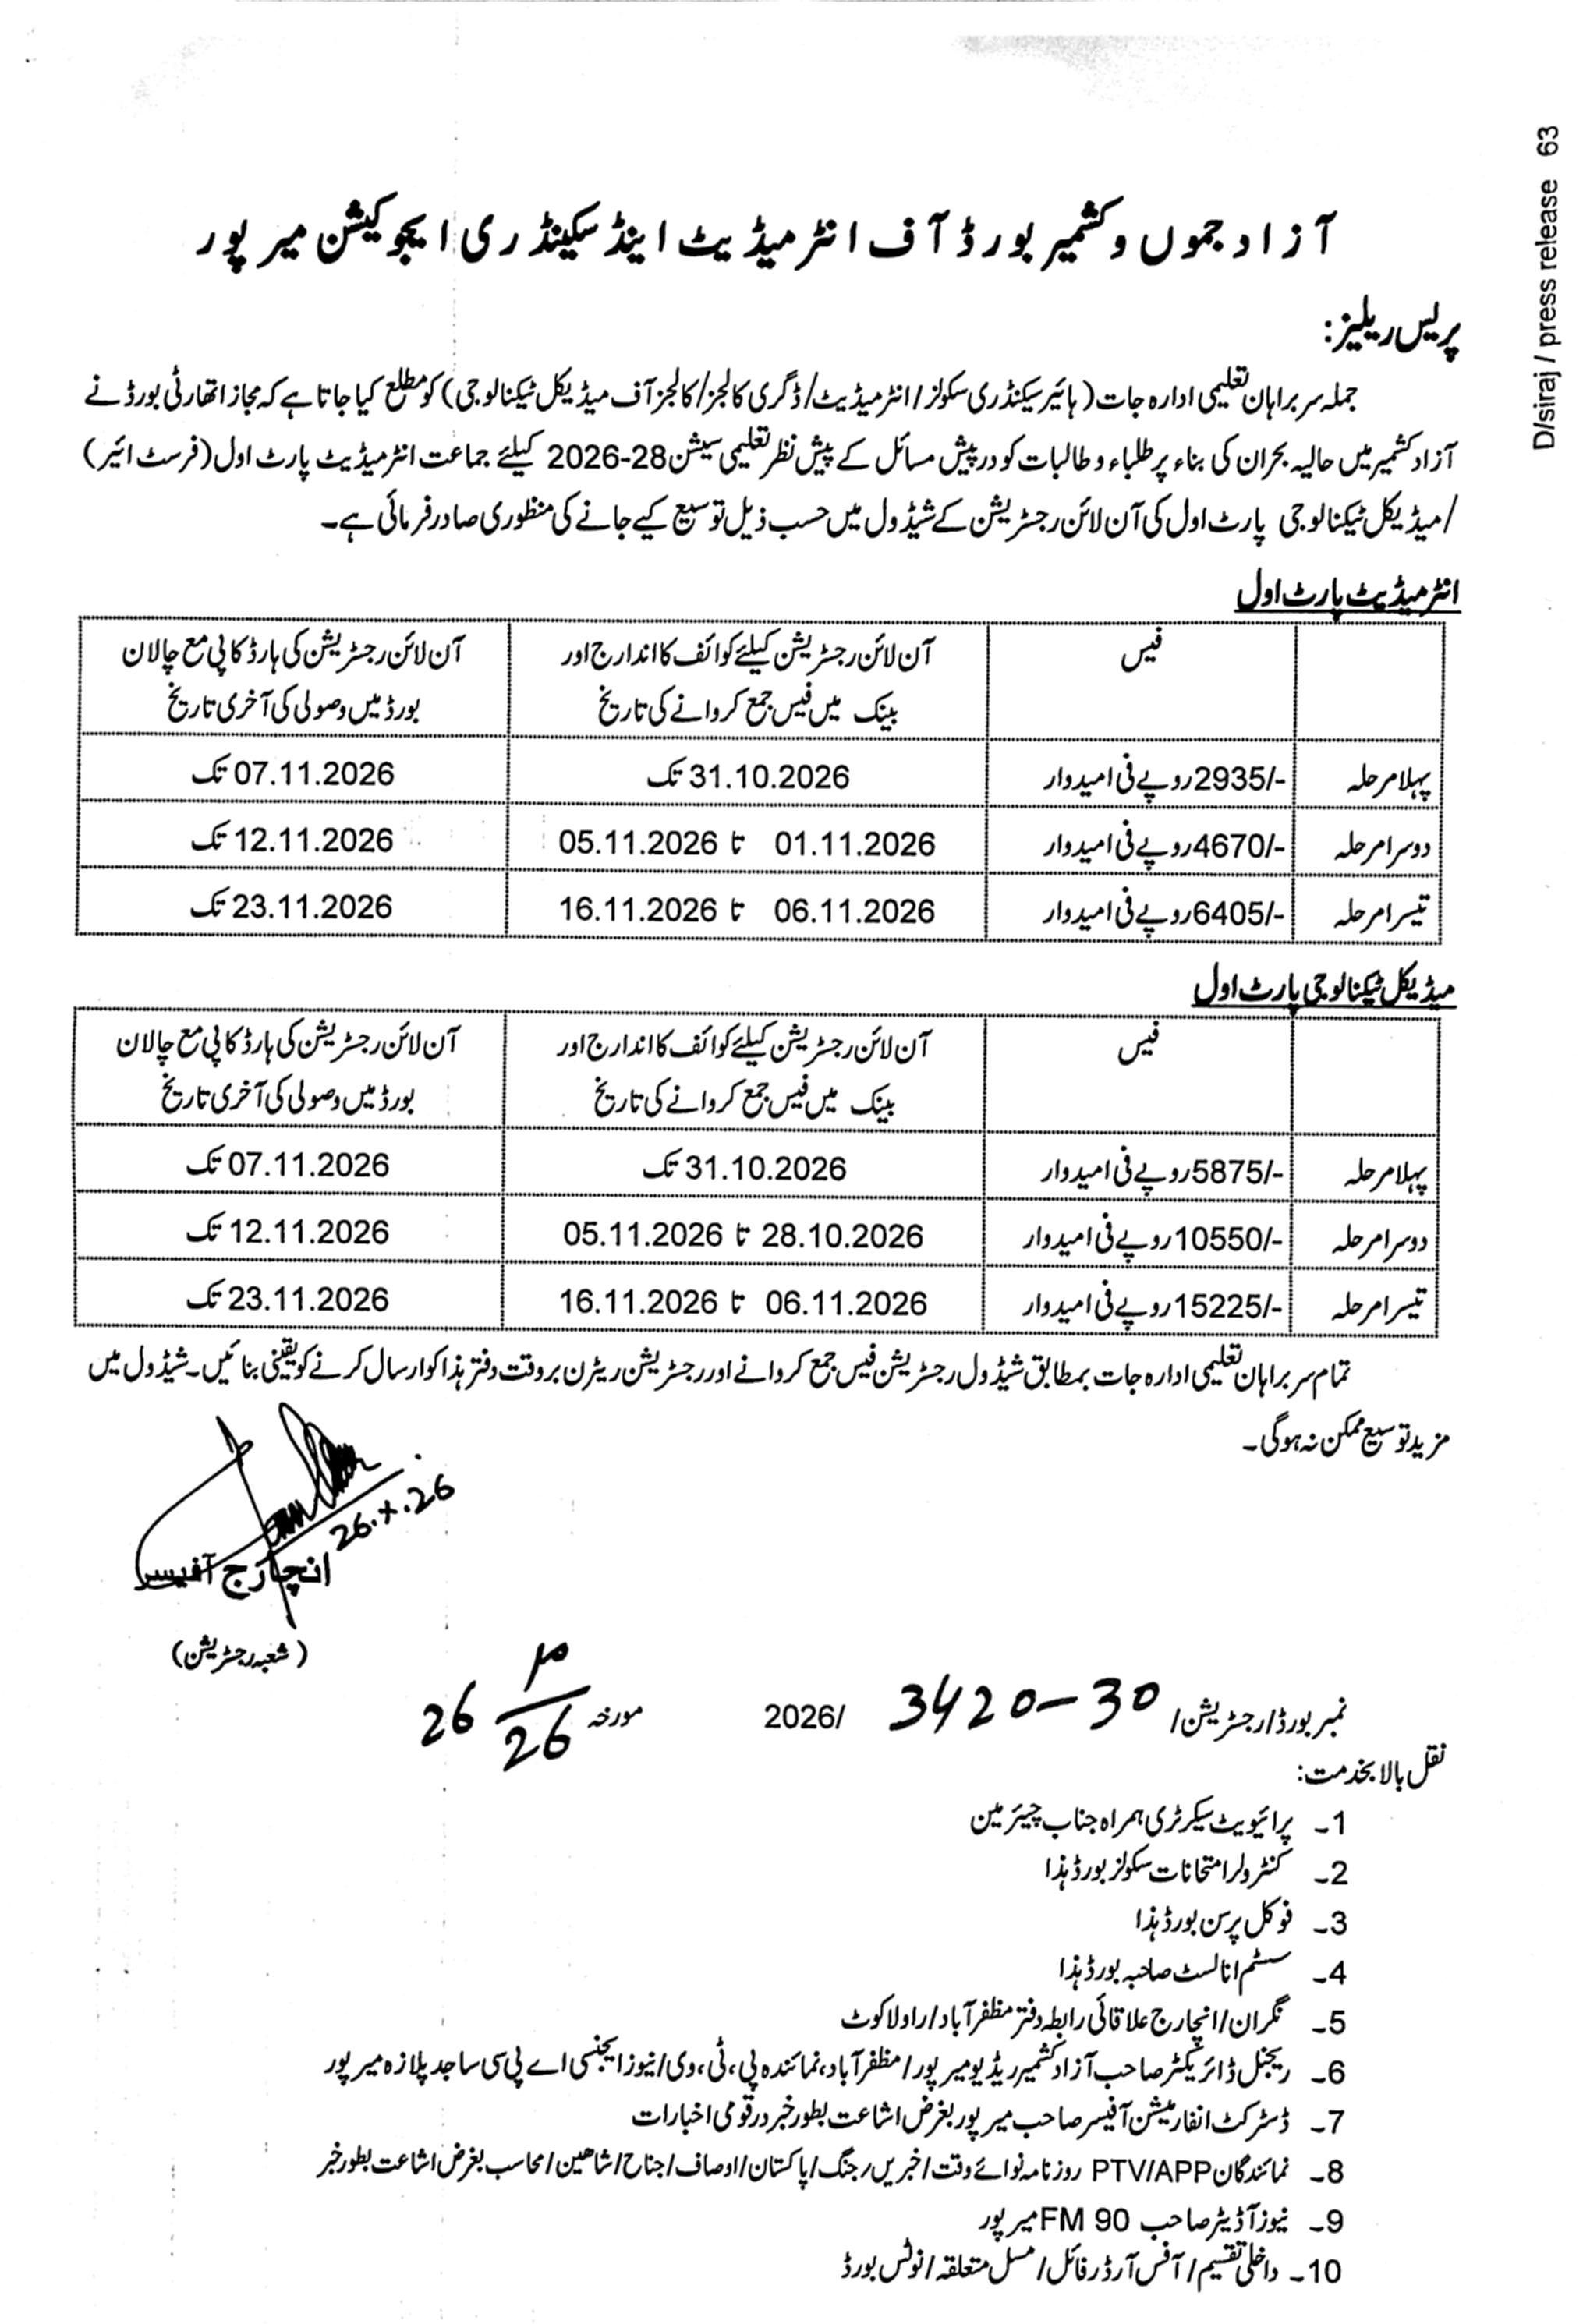 D/siraj / press release 63
آزاد جموں و کشمیر بورڈ آف انٹرمیڈیٹ اینڈ سکینڈری ایجوکیشن میرپور
پریس ریلیز:
جملہ سربراہان تعلیمی ادارہ جات (ہائیر سیکنڈری سکولز/انٹرمیڈیٹ/ڈگری کالجز/کالجز آف میڈیکل ٹیکنالوجی) کو مطلع کیا جاتا ہے کہ مجاز اتھارٹی بورڈ نے
آزاد کشمیر میں حالیہ بحران کی بناء پر طلباء و طالبات کو درپیش مسائل کے پیش نظر تعلیمی سیشن 2026-28 کیلئے جماعت انٹرمیڈیٹ پارٹ اول (فرسٹ ائیر)
/میڈیکل ٹیکنالوجی پارٹ اول کی آن لائن رجسٹریشن کے شیڈول میں حسب ذیل توسیع کیے جانے کی منظوری صادر فرمائی ہے۔
انٹرمیڈیٹ پارٹ اول
فیس	آن لائن رجسٹریشن کیلئے کوائف کا اندارج اور	آن لائن رجسٹریشن کی ہارڈ کاپی مع چالان
بینک میں فیس جمع کروانے کی تاریخ	بورڈ میں وصولی کی آخری تاریخ
پہلا مرحلہ	2935/- روپے فی امیدوار	31.10.2026 تک	07.11.2026 تک
دوسرا مرحلہ	4670/- روپے فی امیدوار	01.11.2026 تا 05.11.2026	12.11.2026 تک
تیسرا مرحلہ	6405/- روپے فی امیدوار	06.11.2026 تا 16.11.2026	23.11.2026 تک
میڈیکل ٹیکنالوجی پارٹ اول
فیس	آن لائن رجسٹریشن کیلئے کوائف کا اندارج اور	آن لائن رجسٹریشن کی ہارڈ کاپی مع چالان
بینک میں فیس جمع کروانے کی تاریخ	بورڈ میں وصولی کی آخری تاریخ
پہلا مرحلہ	5875/- روپے فی امیدوار	31.10.2026 تک	07.11.2026 تک
دوسرا مرحلہ	10550/- روپے فی امیدوار	28.10.2026 تا 05.11.2026	12.11.2026 تک
تیسرا مرحلہ	15225/- روپے فی امیدوار	06.11.2026 تا 16.11.2026	23.11.2026 تک
تمام سربراہان تعلیمی ادارہ جات بمطابق شیڈول رجسٹریشن فیس جمع کروانے اور رجسٹریشن ریٹرن بروقت دفتر ہذا کو ارسال کرنے کو یقینی بنائیں۔ شیڈول میں
مزید توسیع ممکن نہ ہوگی۔
26.x.26
انچارج آفیسر
(شعبہ رجسٹریشن)
نمبر بورڈ/رجسٹریشن/ 3420-30 /2026 مورخہ 26 26
نقل بالا بخدمت:
1۔ پرائیویٹ سیکرٹری ہمراہ جناب چیئرمین
2۔ کنٹرولر امتحانات سکولز بورڈ ہذا
3۔ فوکل پرسن بورڈ ہذا
4۔ سسٹم انالسٹ صاحبہ بورڈ ہذا
5۔ نگران/انچارج علاقائی رابطہ دفتر مظفرآباد/راولاکوٹ
6۔ ریجنل ڈائریکٹر صاحب آزاد کشمیر ریڈیو میرپور/مظفرآباد،نمائندہ پی،ٹی،وی/نیوز ایجنسی اے پی سی ساجد پلازہ میرپور
7۔ ڈسٹرکٹ انفارمیشن آفیسر صاحب میرپور بغرض اشاعت بطور خبر در قومی اخبارات
8۔ نمائندگان PTV/APP روزنامہ نوائے وقت/خبریں/جنگ/پاکستان/اوصاف/جناح/شاھین/محاسب بغرض اشاعت بطور خبر
9۔ نیوز آڈیٹر صاحب FM 90 میرپور
10۔ داخلی تقسیم/آفس آرڈر فائل/مسل متعلقہ/نوٹس بورڈ